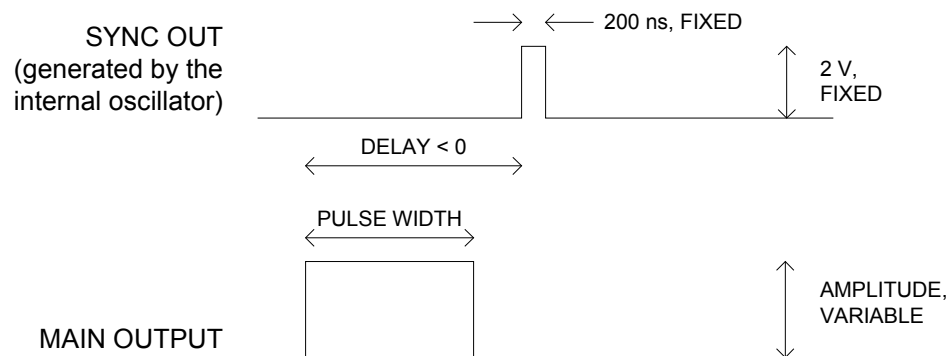 SYNC OUT
(generated by the
internal oscillator)
200 ns, FIXED
2 V,
FIXED
DELAY < 0
PULSE WIDTH
AMPLITUDE,
VARIABLE
MAIN OUTPUT